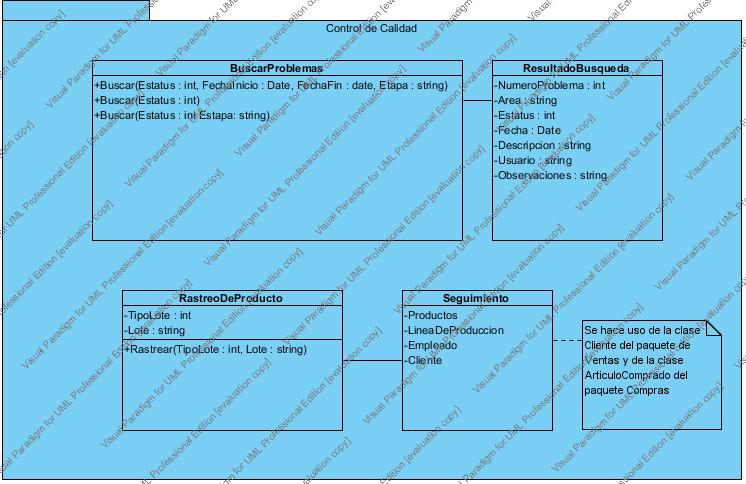 Control de Calidad
BuscarProblemas
+Buscar(Estatus : int, FechaInicio : Date, FechaFin : date, Etapa : string)
+Buscar(Estatus : int)
+Buscar(Estatus : int Estapa: string)
ResultadoBusqueda
-NumeroProblema : int
-Area : string
-Estatus : int
-Fecha : Date
-Descripcion : string
-Usuario : string
-Observaciones : string
RastreoDeProducto
-TipoLote : int
-Lote : string
+Rastrear(TipoLote : int, Lote : string)
Seguimiento
-Productos
-LineaDeProduccion
-Empleado
-Cliente
Se hace uso de la clase
Cliente del paquete de
Ventas y de la clase
ArticuloComprado del
paquete Compras
Visual Paradigm for UML Professional Edition [evaluation copy]